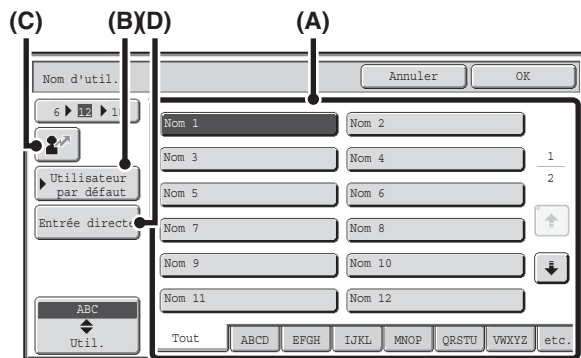 (C) (B)(D) (A)
Nom d'util.
Annuler OK
6 12 18
Nom 1 Nom 2
Nom 3 Nom 4 1
Utilisateur 2
par défaut Nom 5 Nom 6
Entrée directe Nom 7 Nom 8
Nom 9 Nom 10
Nom 11 Nom 12
ABC
Util.
Tout ABCD EFGH IJKL MNOP QRSTU VWXYZ etc.